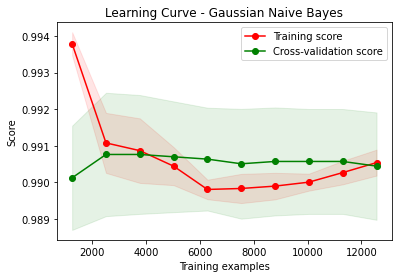 Learning Curve - Gaussian Naive Bayes
Training score
Cross-validation score
Score
0.994
0.993
0.992
0.991
0.990
0.989
2000 4000 6000 8000 10000 12000
Training examples